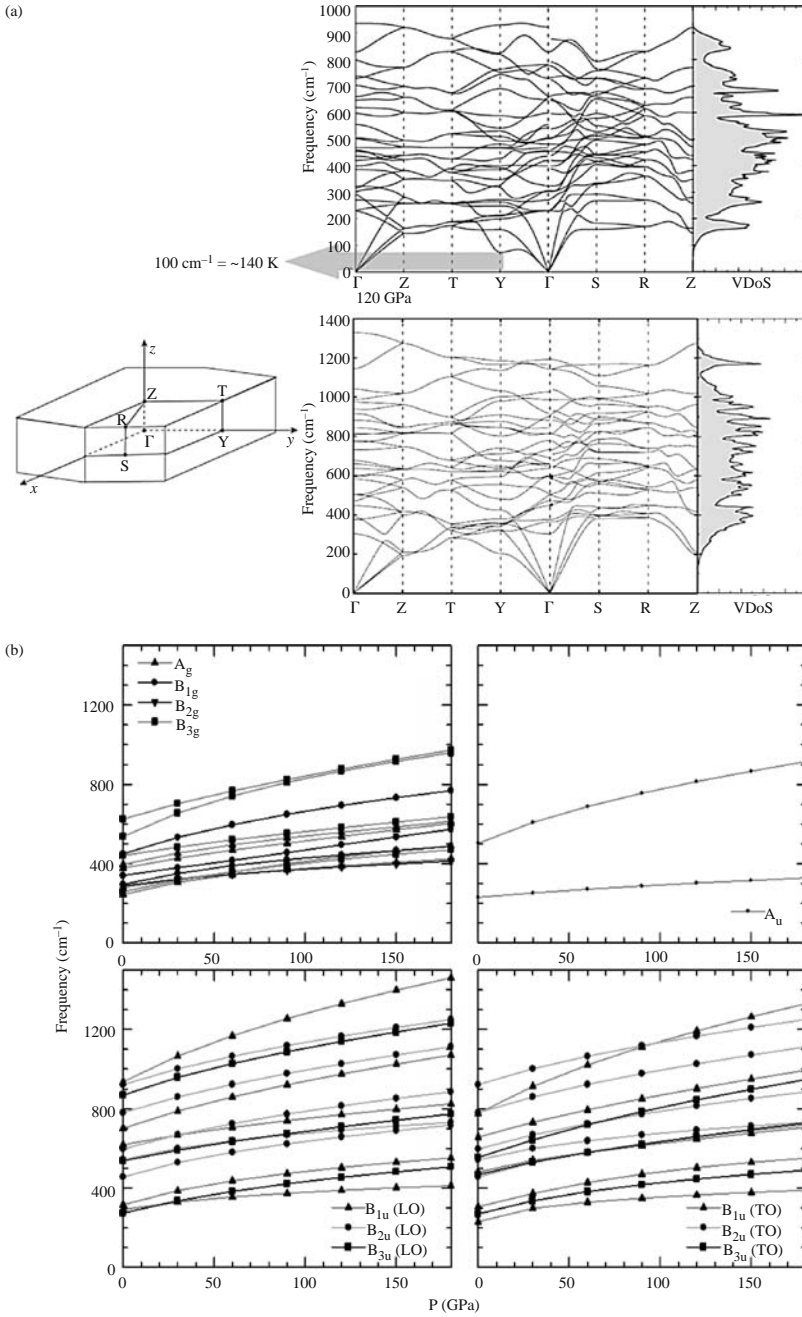 (a)
1000
900
800
700
600
500
400
300
200
100
0
Frequency (cm⁻¹)
100 cm⁻¹ = ~140 K
Γ Z T Y Γ S R Z VDoS
120 GPa
1400
1200
1000
800
600
400
200
0
Frequency (cm⁻¹)
Γ Z T Y Γ S R Z VDoS
z
Z T
R
Γ Y y
S
x
(b)
A_g
B_1g
B_2g
B_3g
1200
800
400
0
0 50 100 150
A_u
0 50 100 150
Frequency (cm⁻¹)
1200
800
400
0
B_1u (LO)
B_2u (LO)
B_3u (LO)
0 50 100 150
B_1u (TO)
B_2u (TO)
B_3u (TO)
0 50 100 150
P (GPa)